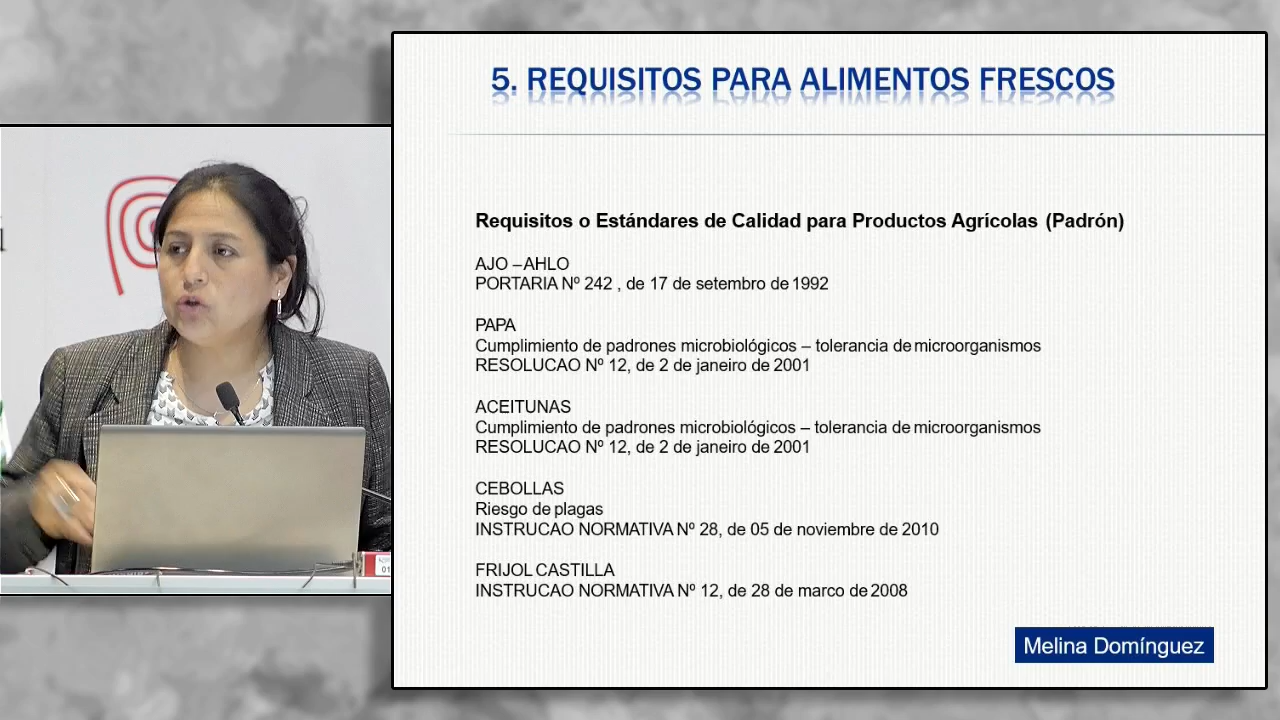 5. REQUISITOS PARA ALIMENTOS FRESCOS
Requisitos o Estándares de Calidad para Productos Agrícolas (Padrón)
AJO –AHLO
PORTARIA Nº 242 , de 17 de setembro de 1992
PAPA
Cumplimiento de padrones microbiológicos – tolerancia de microorganismos
RESOLUCAO Nº 12, de 2 de janeiro de 2001
ACEITUNAS
Cumplimiento de padrones microbiológicos – tolerancia de microorganismos
RESOLUCAO Nº 12, de 2 de janeiro de 2001
CEBOLLAS
Riesgo de plagas
INSTRUCAO NORMATIVA Nº 28, de 05 de noviembre de 2010
FRIJOL CASTILLA
INSTRUCAO NORMATIVA Nº 12, de 28 de marco de 2008
Melina Domínguez